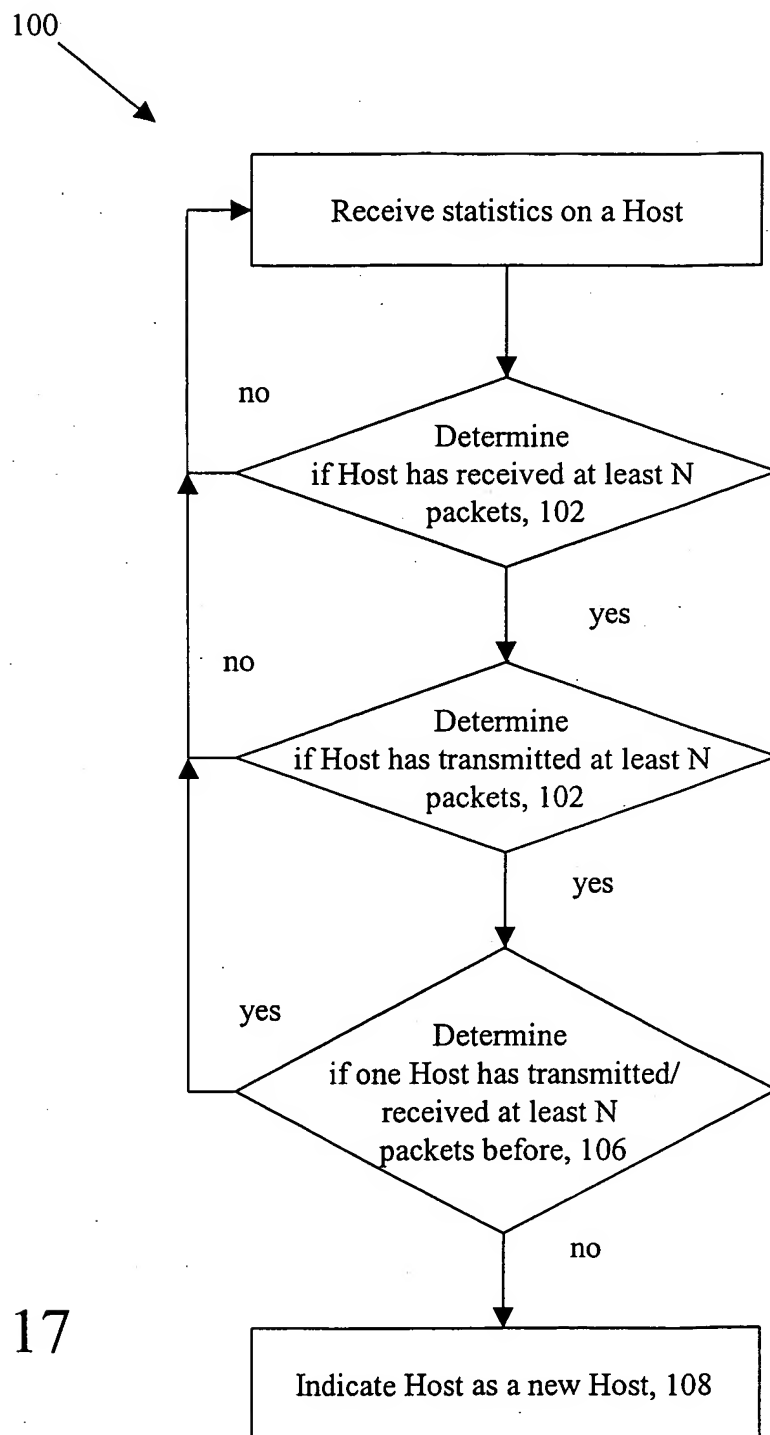 100
Receive statistics on a Host
no
Determine
if Host has received at least N
packets, 102
yes
no
Determine
if Host has transmitted at least N
packets, 102
yes
yes
Determine
if one Host has transmitted/
received at least N
packets before, 106
no
17
Indicate Host as a new Host, 108